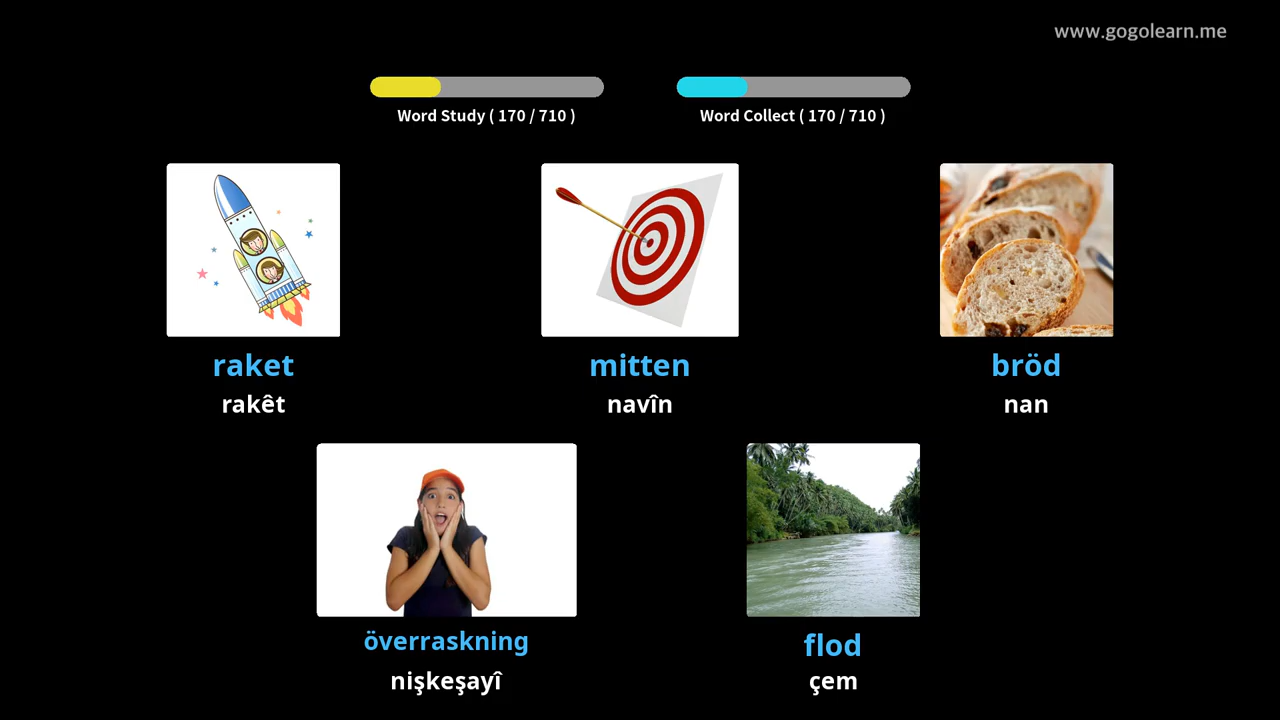 www.gogolearn.me
Word Study ( 170 / 710 )
Word Collect ( 170 / 710 )
raket
rakêt
mitten
navîn
bröd
nan
överraskning
nişkeşayî
flod
çem